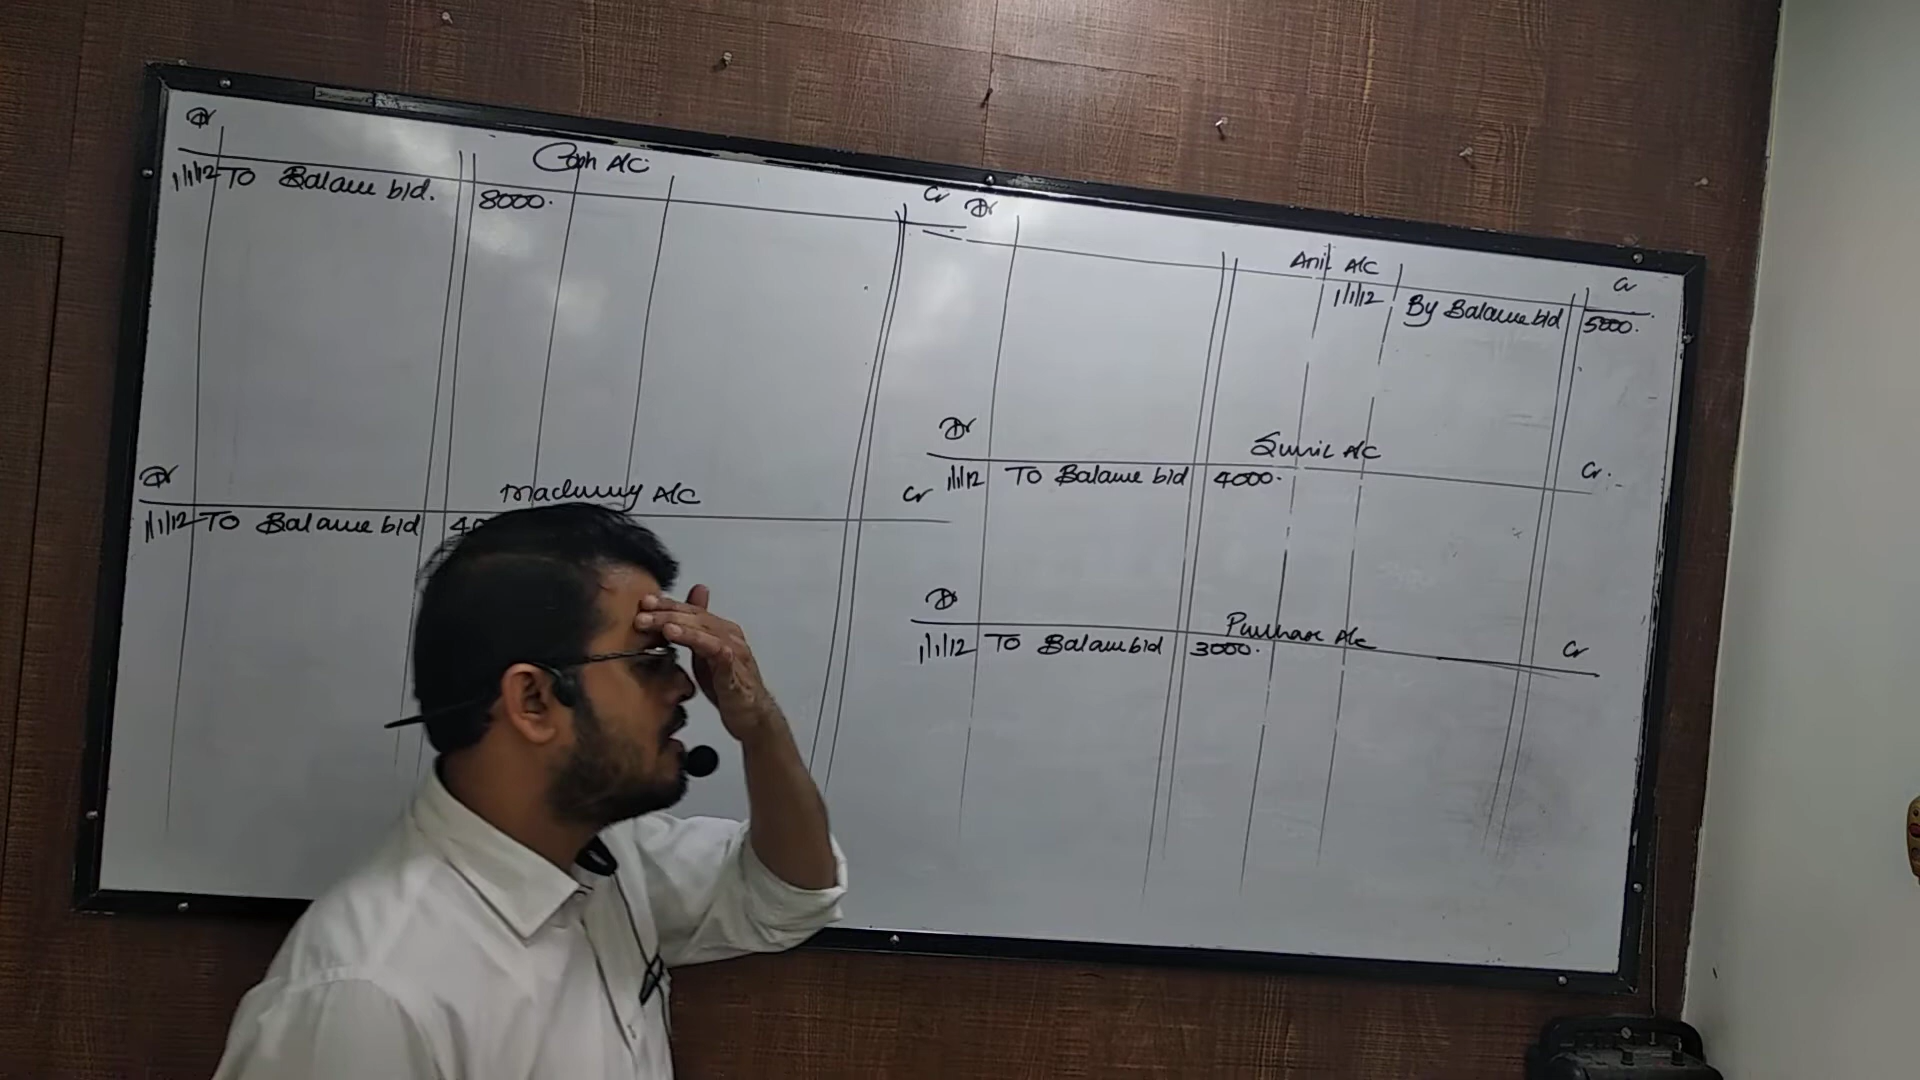 Dr Cash A/C Cr
1/1/12 To Balance b/d. 8000.
Dr Machinery A/C Cr
1/1/12 To Balance b/d
Dr Anil A/C Cr
1/1/12 By Balance b/d 5000.
Dr Sunil A/C Cr.
1/1/12 To Balance b/d 4000.
Dr Purchase A/c Cr
1/1/12 To Balance b/d 3000.